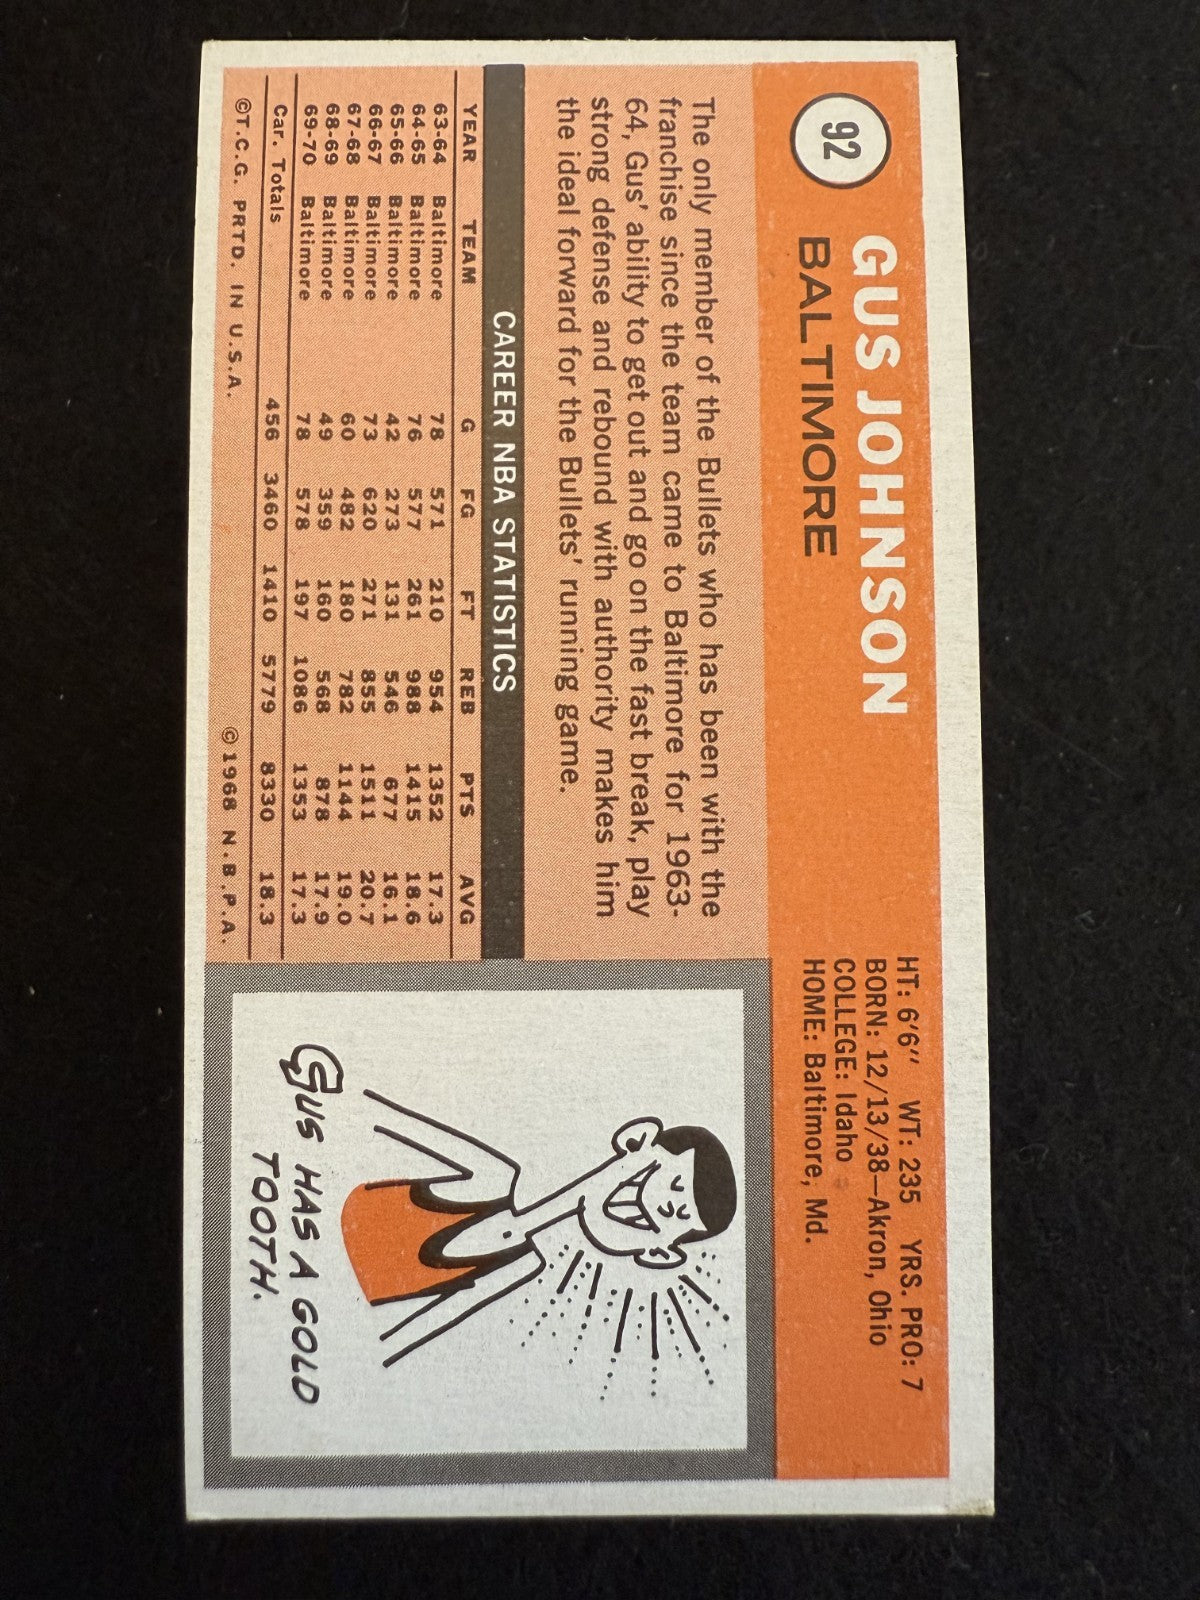 92
GUS JOHNSON
BALTIMORE
HT: 6'6" WT: 235 YRS. PRO: 7
BORN: 12/13/38—Akron, Ohio
COLLEGE: Idaho
HOME: Baltimore, Md.
The only member of the Bullets who has been with the
franchise since the team came to Baltimore for 1963-
64, Gus' ability to get out and go on the fast break, play
strong defense and rebound with authority makes him
the ideal forward for the Bullets' running game.
CAREER NBA STATISTICS
YEAR TEAM G FG FT REB PTS AVG
63-64 Baltimore 78 571 210 954 1352 17.3
64-65 Baltimore 76 577 261 988 1415 18.6
65-66 Baltimore 42 273 131 546 677 16.1
66-67 Baltimore 73 620 271 855 1511 20.7
67-68 Baltimore 60 482 180 782 1144 19.0
68-69 Baltimore 49 359 160 568 878 17.9
69-70 Baltimore 78 578 197 1086 1353 17.3
Car. Totals 456 3460 1410 5779 8330 18.3
©T.C.G. PRTD. IN U.S.A. © 1968 N.B.P.A.
GUS HAS A GOLD
TOOTH.